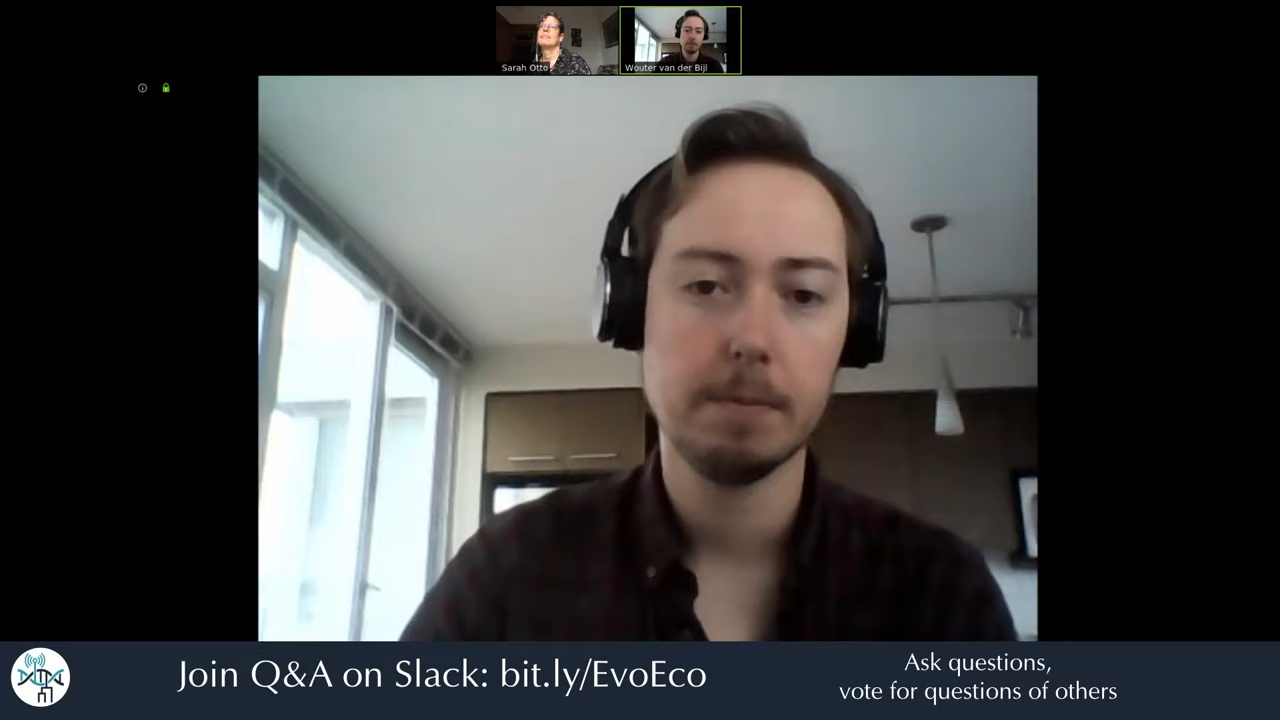 Sarah Otto
Wouter van der Bijl
Join Q&A on Slack: bit.ly/EvoEco
Ask questions,
vote for questions of others